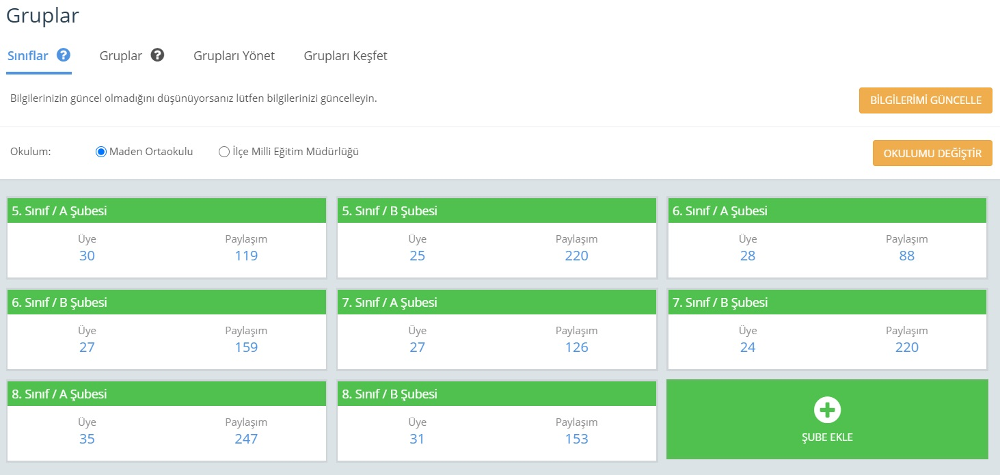 Gruplar
Sınıflar ? Gruplar ? Grupları Yönet Grupları Keşfet
Bilgilerinizin güncel olmadığını düşünüyorsanız lütfen bilgilerinizi güncelleyin. BİLGİLERİMİ GÜNCELLE
Okulum: Maden Ortaokulu İlçe Milli Eğitim Müdürlüğü OKULUMU DEĞİŞTİR
5. Sınıf / A Şubesi 5. Sınıf / B Şubesi 6. Sınıf / A Şubesi
Üye Paylaşım Üye Paylaşım Üye Paylaşım
30 119 25 220 28 88
6. Sınıf / B Şubesi 7. Sınıf / A Şubesi 7. Sınıf / B Şubesi
Üye Paylaşım Üye Paylaşım Üye Paylaşım
27 159 27 126 24 220
8. Sınıf / A Şubesi 8. Sınıf / B Şubesi
Üye Paylaşım Üye Paylaşım
35 247 31 153
ŞUBE EKLE